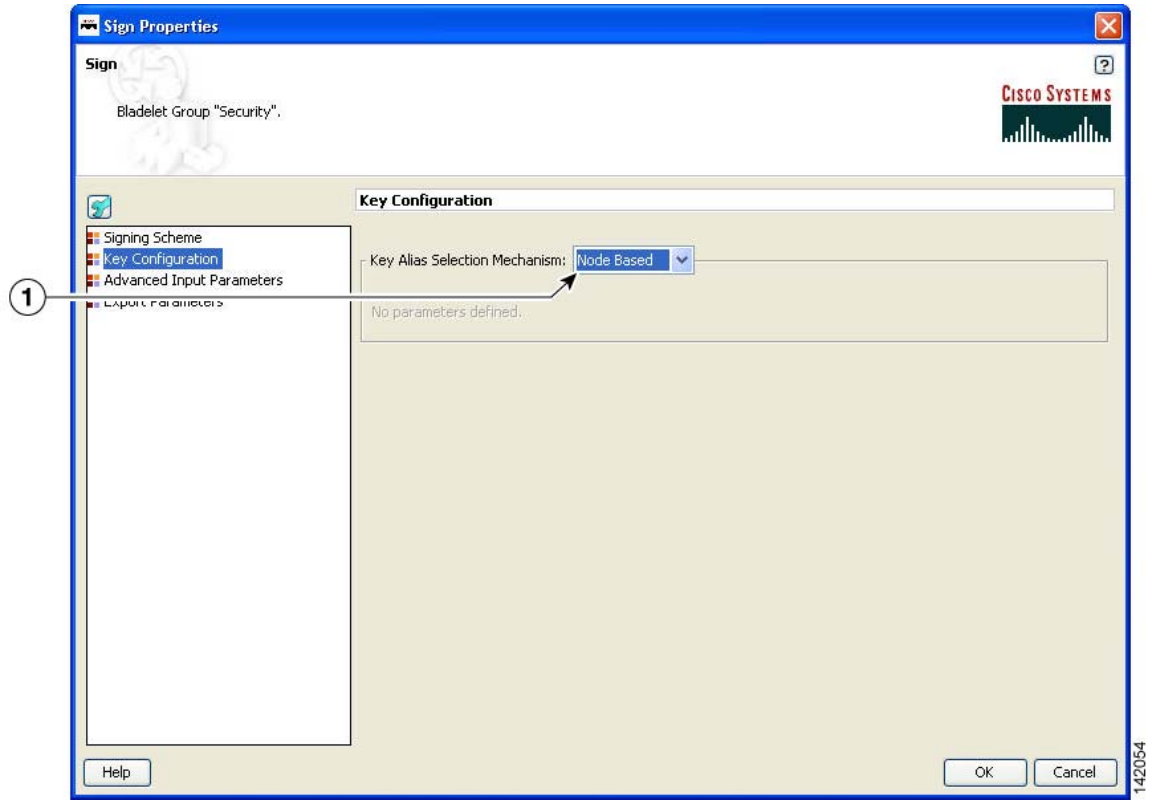 Sign Properties
Sign
?
Bladelet Group "Security".
CISCO SYSTEMS
Key Configuration
Signing Scheme
Key Configuration
Advanced Input Parameters
Export Parameters
Key Alias Selection Mechanism: Node Based
No parameters defined.
1
Help
OK
Cancel
142054